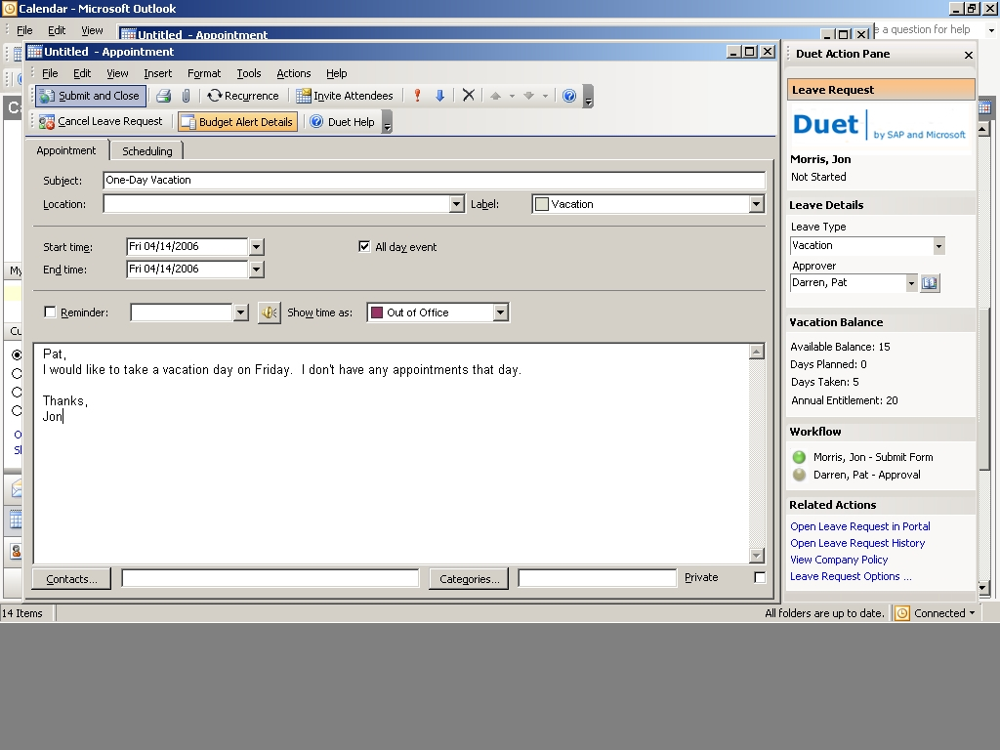 Calendar - Microsoft Outlook
File Edit View
e a question for help
Untitled - Appointment
Untitled - Appointment
File Edit View Insert Format Tools Actions Help
Submit and Close Recurrence Invite Attendees
Cancel Leave Request Budget Alert Details Duet Help
Appointment Scheduling
Subject: One-Day Vacation
Location: Label: Vacation
Start time: Fri 04/14/2006 All day event
End time: Fri 04/14/2006
Reminder: Show time as: Out of Office
Pat,
I would like to take a vacation day on Friday. I don't have any appointments that day.
Thanks,
Jon
Contacts... Categories... Private
Duet Action Pane
Leave Request
Duet by SAP and Microsoft
Morris, Jon
Not Started
Leave Details
Leave Type
Vacation
Approver
Darren, Pat
Vacation Balance
Available Balance: 15
Days Planned: 0
Days Taken: 5
Annual Entitlement: 20
Workflow
Morris, Jon - Submit Form
Darren, Pat - Approval
Related Actions
Open Leave Request in Portal
Open Leave Request History
View Company Policy
Leave Request Options ...
My
Cu
O
Sl
14 Items
All folders are up to date. Connected